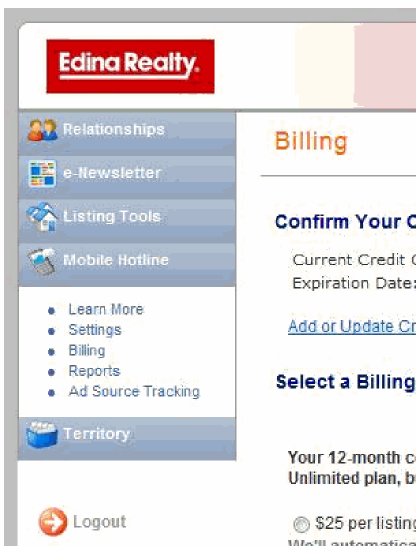 Edina Realty.
Relationships
e-Newsletter
Listing Tools
Mobile Hotline
Learn More
Settings
Billing
Reports
Ad Source Tracking
Territory
Logout
Billing
Confirm Your
Current Credit
Expiration Date:
Add or Update
Select a Billing
Your 12-month
Unlimited plan,
$25 per listing
We'll